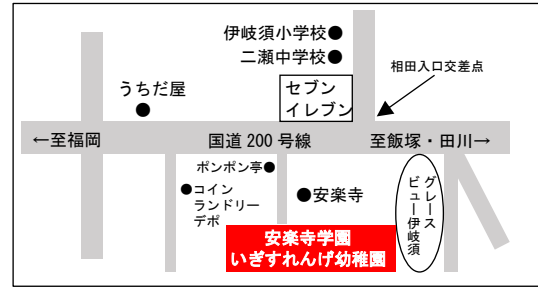 伊岐須小学校●
二瀬中学校●
相田入口交差点
うちだ屋
●
セブン
イレブン
←至福岡
国道200号線
至飯塚・田川→
ポンポン亭●
●コイン
ランドリー
デポ
●安楽寺
グレース
ビュー伊岐須
安楽寺学園
いぎすれんげ幼稚園